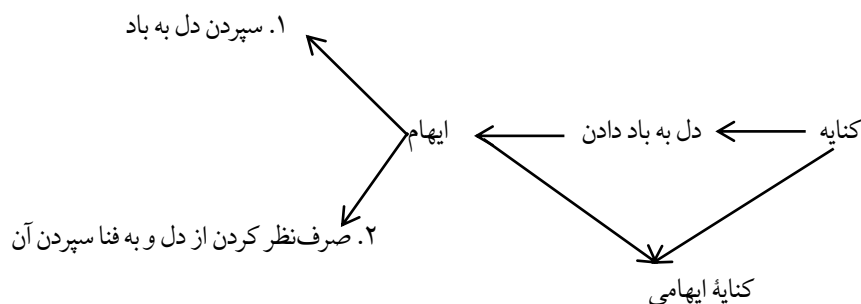 ۱. سپردن دل به باد
کنایه
دل به باد دادن
ایهام
۲. صرف‌نظر کردن از دل و به فنا سپردن آن
کنایهٔ ایهامی